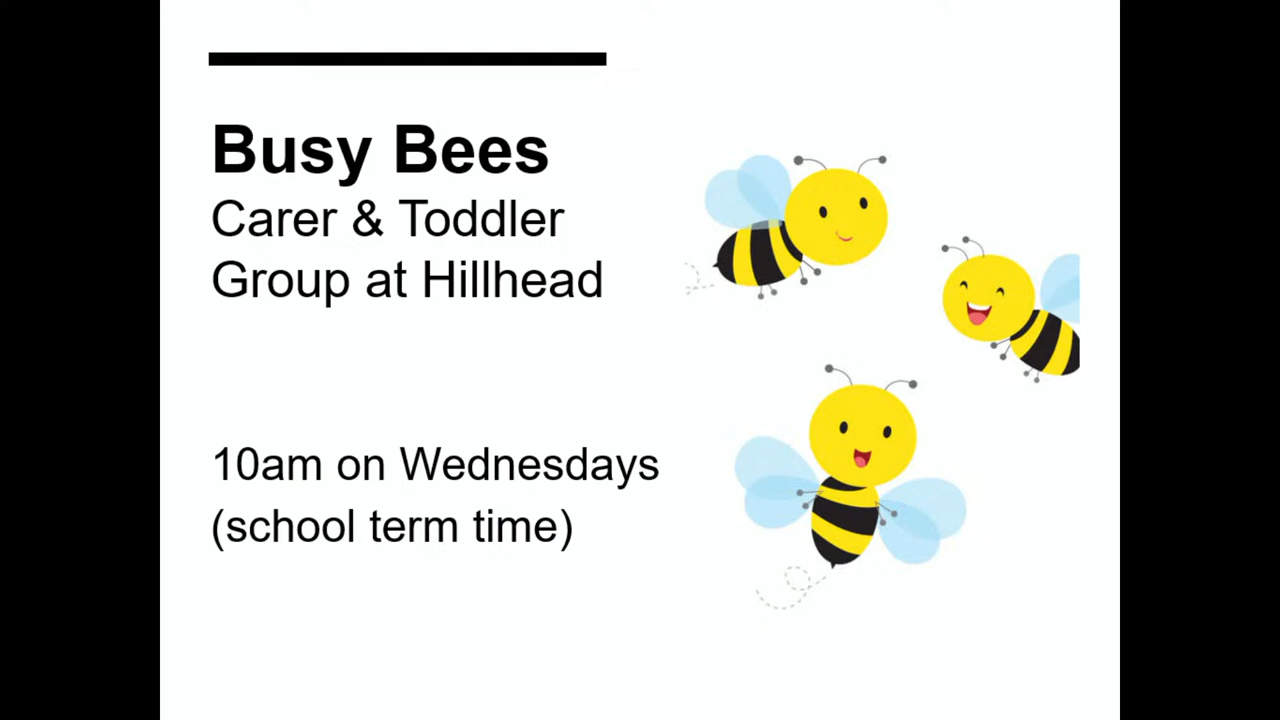 Busy Bees
Carer & Toddler
Group at Hillhead
10am on Wednesdays
(school term time)